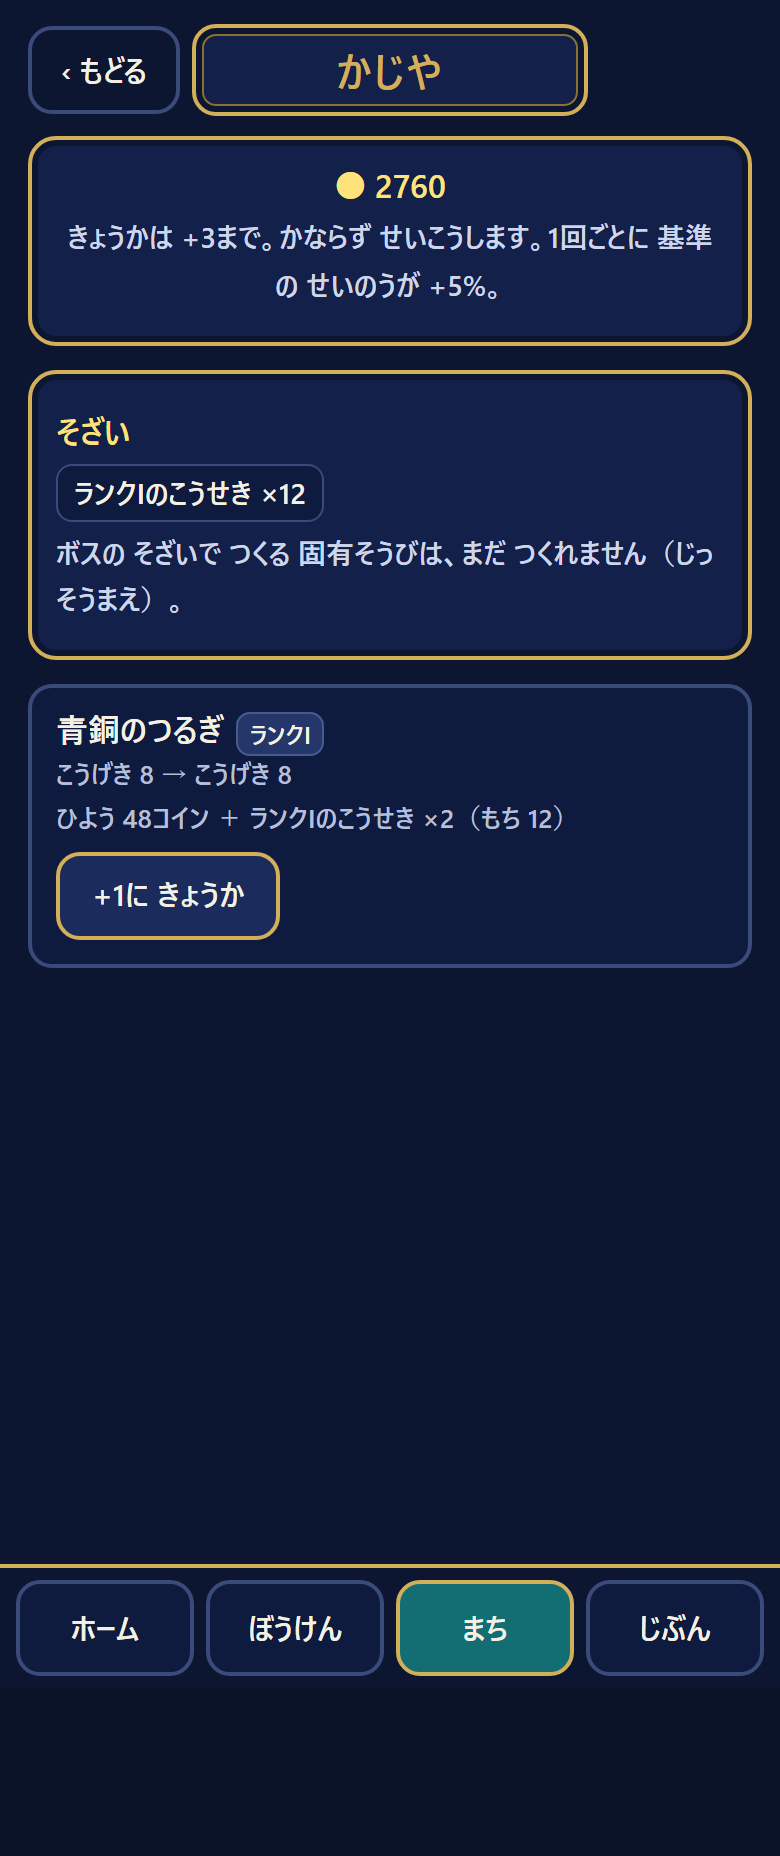 ‹ もどる
かじや
2760
きょうかは +3まで。かならず せいこうします。1回ごとに 基準
の せいのうが +5%。
そざい
ランクIのこうせき ×12
ボスの そざいで つくる 固有そうびは、まだ つくれません（じっ
そうまえ）。
青銅のつるぎ ランクI
こうげき 8 → こうげき 8
ひよう 48コイン ＋ ランクIのこうせき ×2（もち 12）
+1に きょうか
ホーム
ぼうけん
まち
じぶん